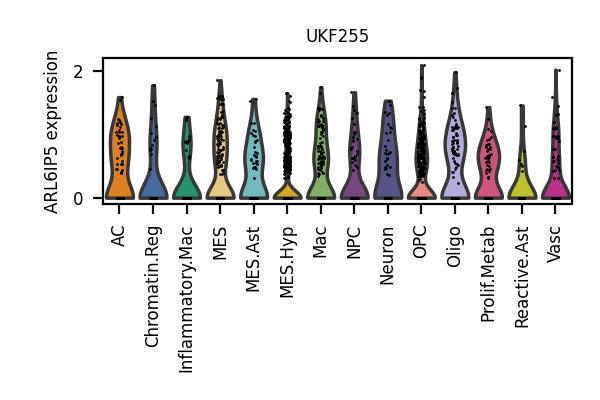 UKF255
ARL6IP5 expression
2
0
AC
Chromatin.Reg
Inflammatory.Mac
MES
MES.Ast
MES.Hyp
Mac
NPC
Neuron
OPC
Oligo
Prolif.Metab
Reactive.Ast
Vasc